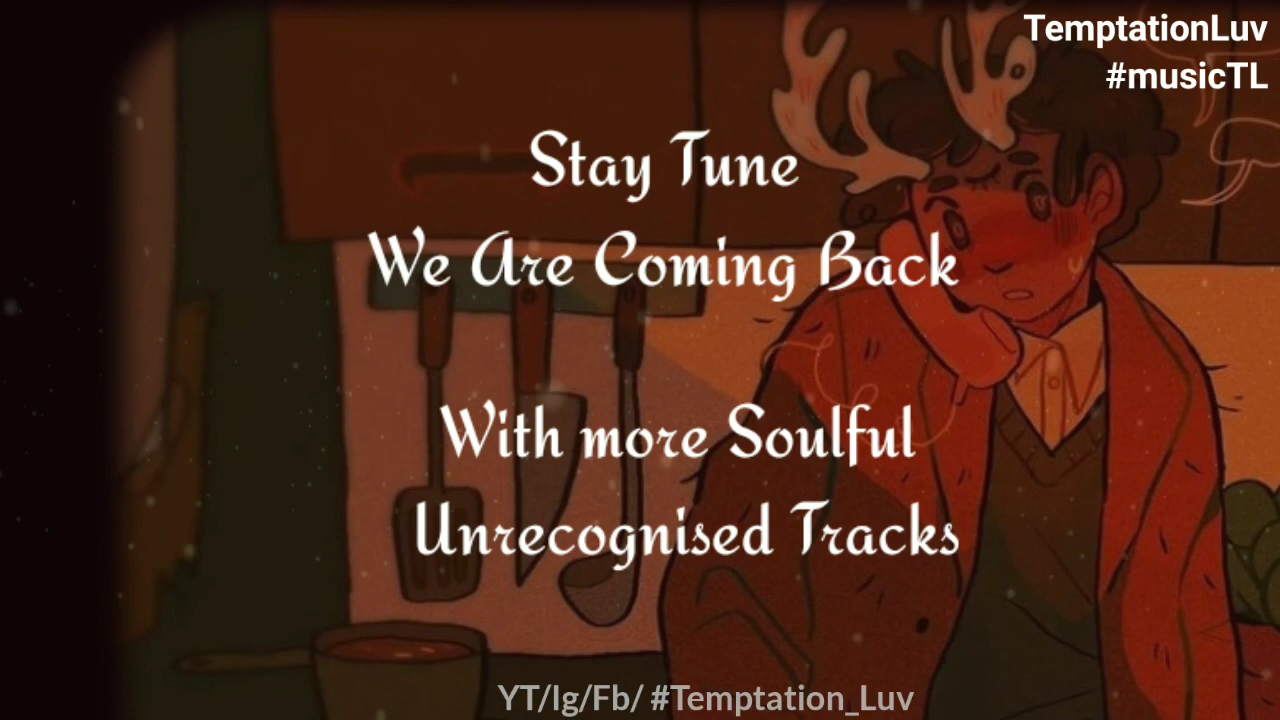 TemptationLuv
#musicTL
Stay Tune
We Are Coming Back
With more Soulful
Unrecognised Tracks
YT/Ig/Fb/ #Temptation_Luv